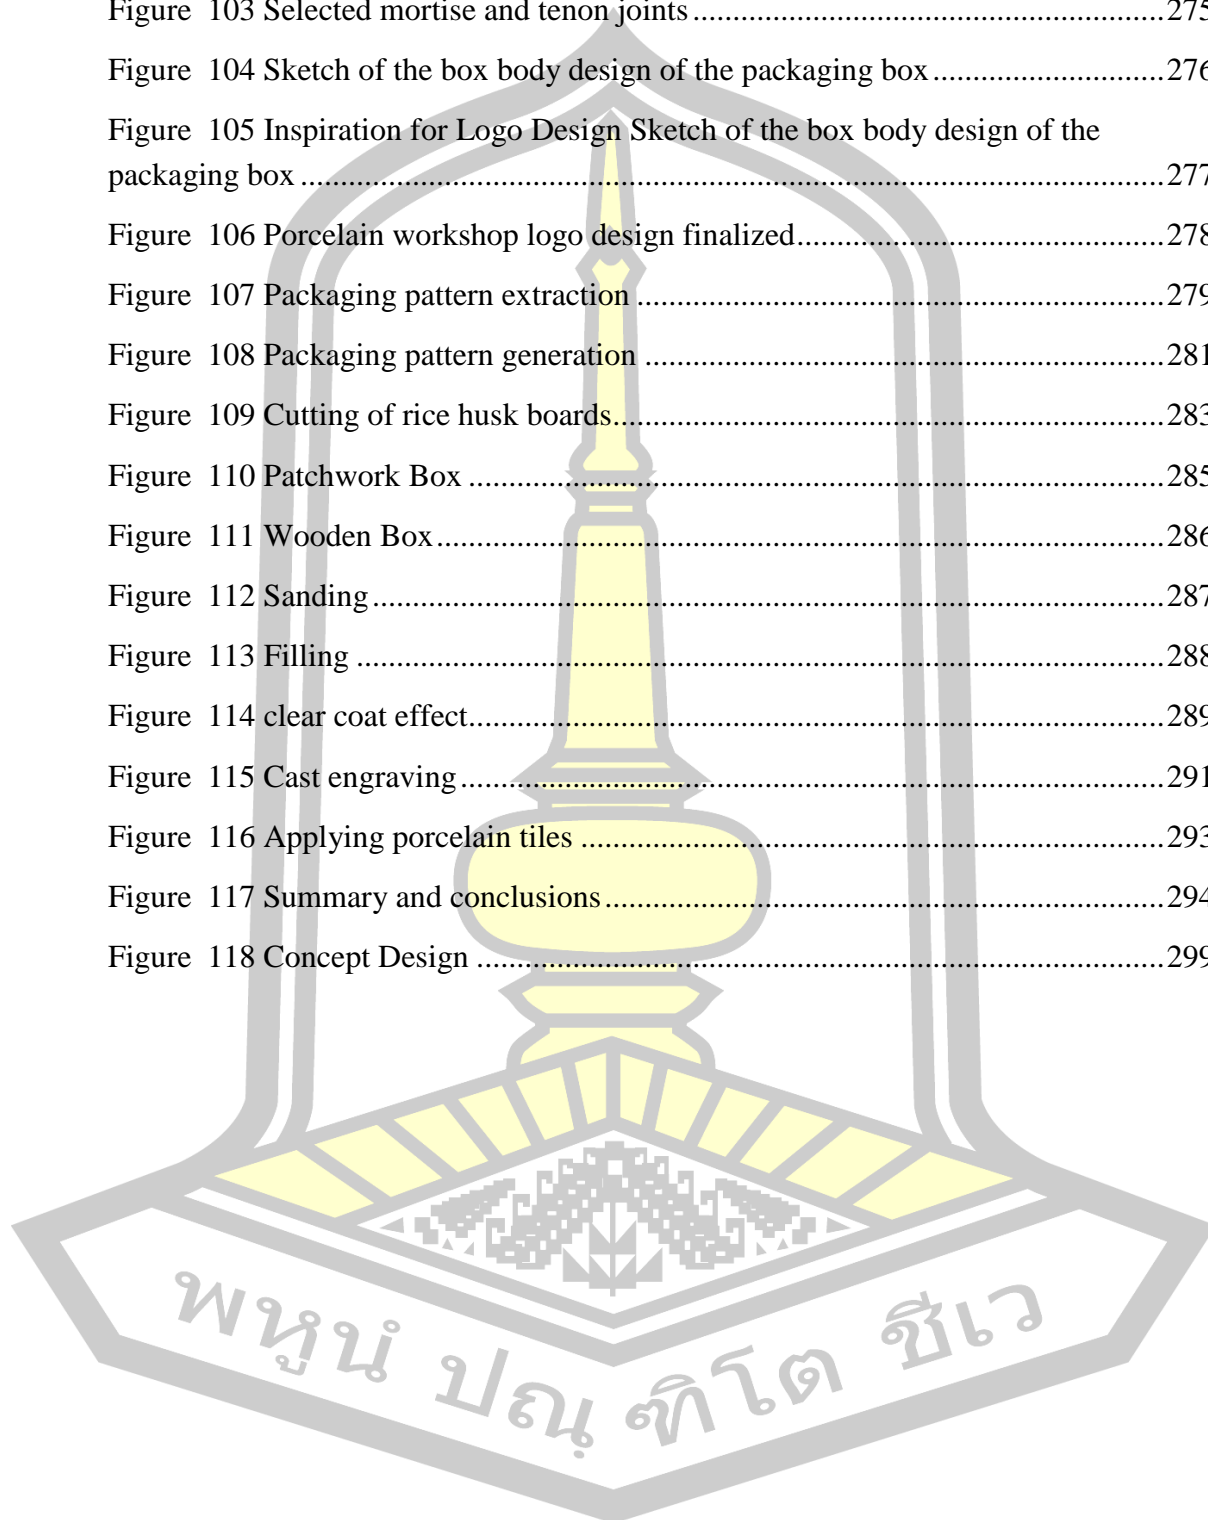 Figure 103 Selected mortise and tenon joints ........................................................ 275
Figure 104 Sketch of the box body design of the packaging box ............................ 276
Figure 105 Inspiration for Logo Design Sketch of the box body design of the
packaging box ........................................................................................................ 277
Figure 106 Porcelain workshop logo design finalized............................................ 278
Figure 107 Packaging pattern extraction ............................................................... 279
Figure 108 Packaging pattern generation .............................................................. 281
Figure 109 Cutting of rice husk boards.................................................................. 283
Figure 110 Patchwork Box .................................................................................... 285
Figure 111 Wooden Box........................................................................................ 286
Figure 112 Sanding................................................................................................ 287
Figure 113 Filling .................................................................................................. 288
Figure 114 clear coat effect.................................................................................... 289
Figure 115 Cast engraving ..................................................................................... 291
Figure 116 Applying porcelain tiles ...................................................................... 293
Figure 117 Summary and conclusions ................................................................... 294
Figure 118 Concept Design ................................................................................... 299
พหูนํ ปณฺฑิโต ชีเว